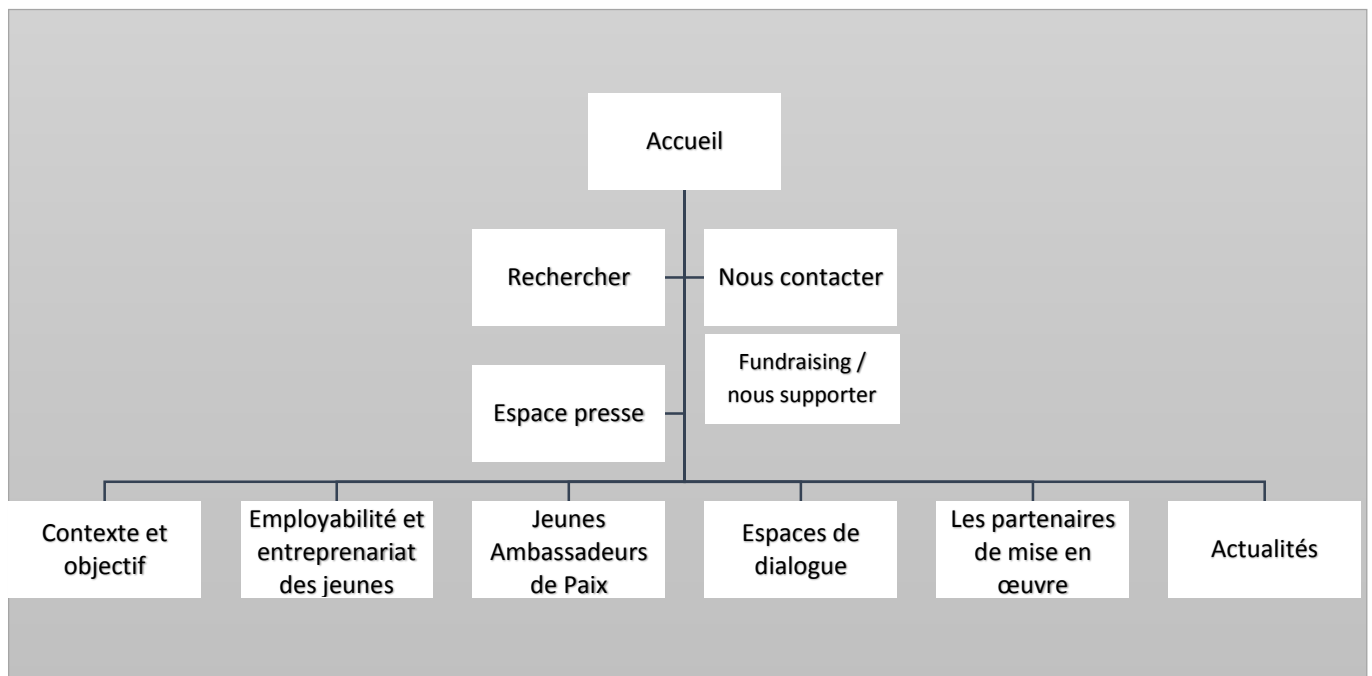 Accueil
Rechercher
Nous contacter
Fundraising /
nous supporter
Espace presse
Contexte et
objectif
Employabilité et
entreprenariat
des jeunes
Jeunes
Ambassadeurs
de Paix
Espaces de
dialogue
Les partenaires
de mise en
œuvre
Actualités